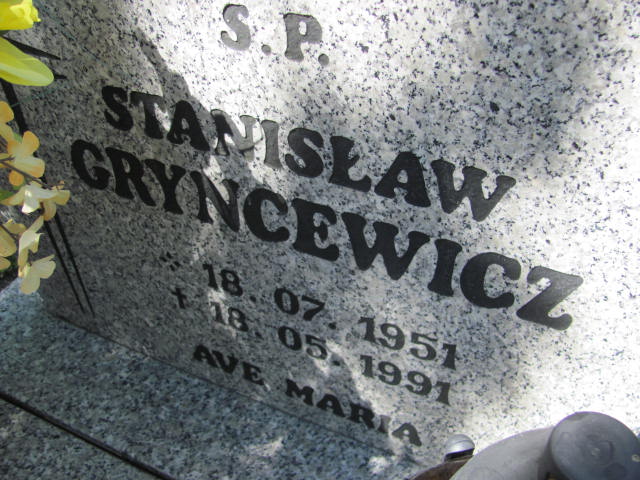 S.P.
STANISŁAW
GRYNCEWICZ
* 18.07.1951
† 18.05.1991
AVE MARIA